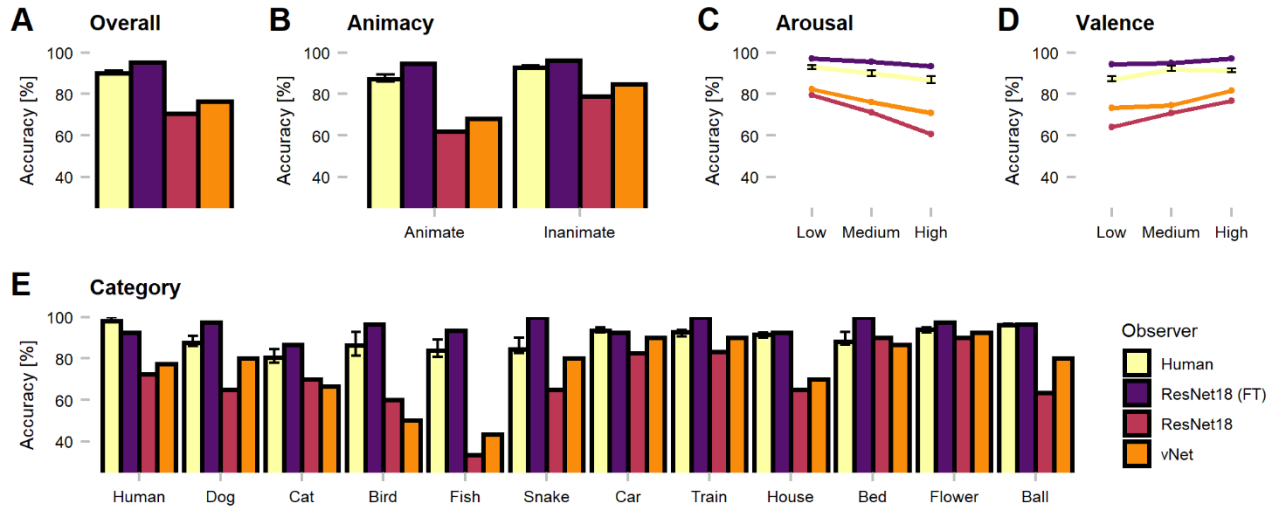 A Overall
Accuracy [%]
100
80
60
40
B Animacy
Accuracy [%]
100
80
60
40
Animate Inanimate
C Arousal
Accuracy [%]
100
80
60
40
Low Medium High
D Valence
Accuracy [%]
100
80
60
40
Low Medium High
E Category
Accuracy [%]
100
80
60
40
Human Dog Cat Bird Fish Snake Car Train House Bed Flower Ball
Observer
Human
ResNet18 (FT)
ResNet18
vNet